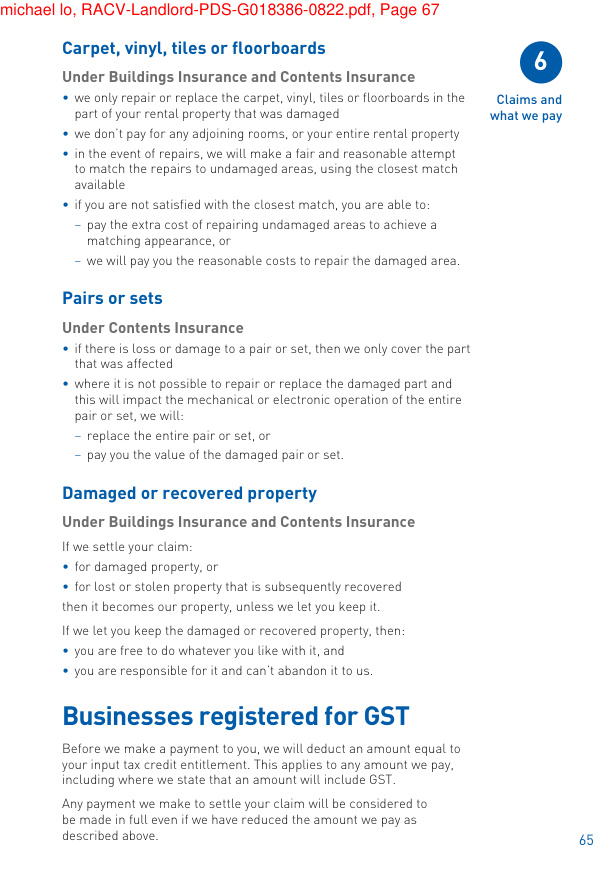 michael lo, RACV-Landlord-PDS-G018386-0822.pdf, Page 67
6
Claims and
what we pay
Carpet, vinyl, tiles or floorboards
Under Buildings Insurance and Contents Insurance
• we only repair or replace the carpet, vinyl, tiles or floorboards in the
part of your rental property that was damaged
• we don't pay for any adjoining rooms, or your entire rental property
• in the event of repairs, we will make a fair and reasonable attempt
to match the repairs to undamaged areas, using the closest match
available
• if you are not satisfied with the closest match, you are able to:
– pay the extra cost of repairing undamaged areas to achieve a
matching appearance, or
– we will pay you the reasonable costs to repair the damaged area.
Pairs or sets
Under Contents Insurance
• if there is loss or damage to a pair or set, then we only cover the part
that was affected
• where it is not possible to repair or replace the damaged part and
this will impact the mechanical or electronic operation of the entire
pair or set, we will:
– replace the entire pair or set, or
– pay you the value of the damaged pair or set.
Damaged or recovered property
Under Buildings Insurance and Contents Insurance
If we settle your claim:
• for damaged property, or
• for lost or stolen property that is subsequently recovered
then it becomes our property, unless we let you keep it.
If we let you keep the damaged or recovered property, then:
• you are free to do whatever you like with it, and
• you are responsible for it and can't abandon it to us.
Businesses registered for GST
Before we make a payment to you, we will deduct an amount equal to
your input tax credit entitlement. This applies to any amount we pay,
including where we state that an amount will include GST.
Any payment we make to settle your claim will be considered to
be made in full even if we have reduced the amount we pay as
described above.
65